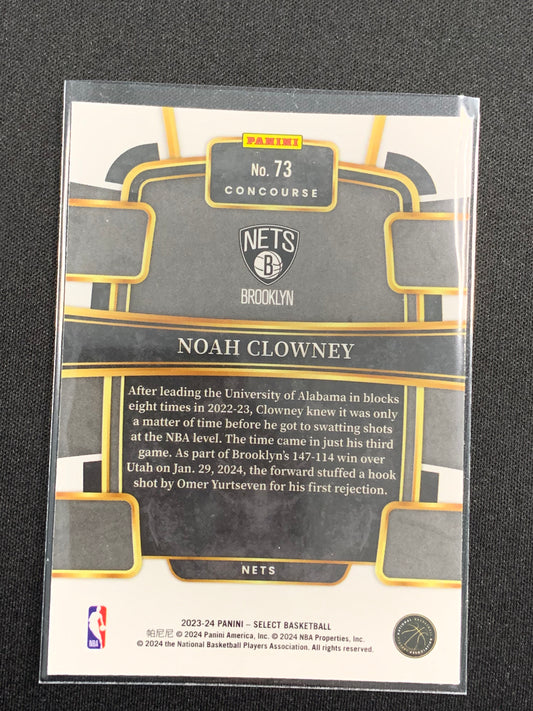 PANINI
No. 73
CONCOURSE
NETS
B
BROOKLYN
NOAH CLOWNEY
After leading the University of Alabama in blocks
eight times in 2022-23, Clowney knew it was only
a matter of time before he got to swatting shots
at the NBA level. The time came in just his third
game. As part of Brooklyn's 147-114 win over
Utah on Jan. 29, 2024, the forward stuffed a hook
shot by Omer Yurtseven for his first rejection.
NETS
2023-24 PANINI – SELECT BASKETBALL
帕尼尼 © 2024 Panini America, Inc. © 2024 NBA Properties, Inc.
© 2024 the National Basketball Players Association. All rights reserved.
NBA